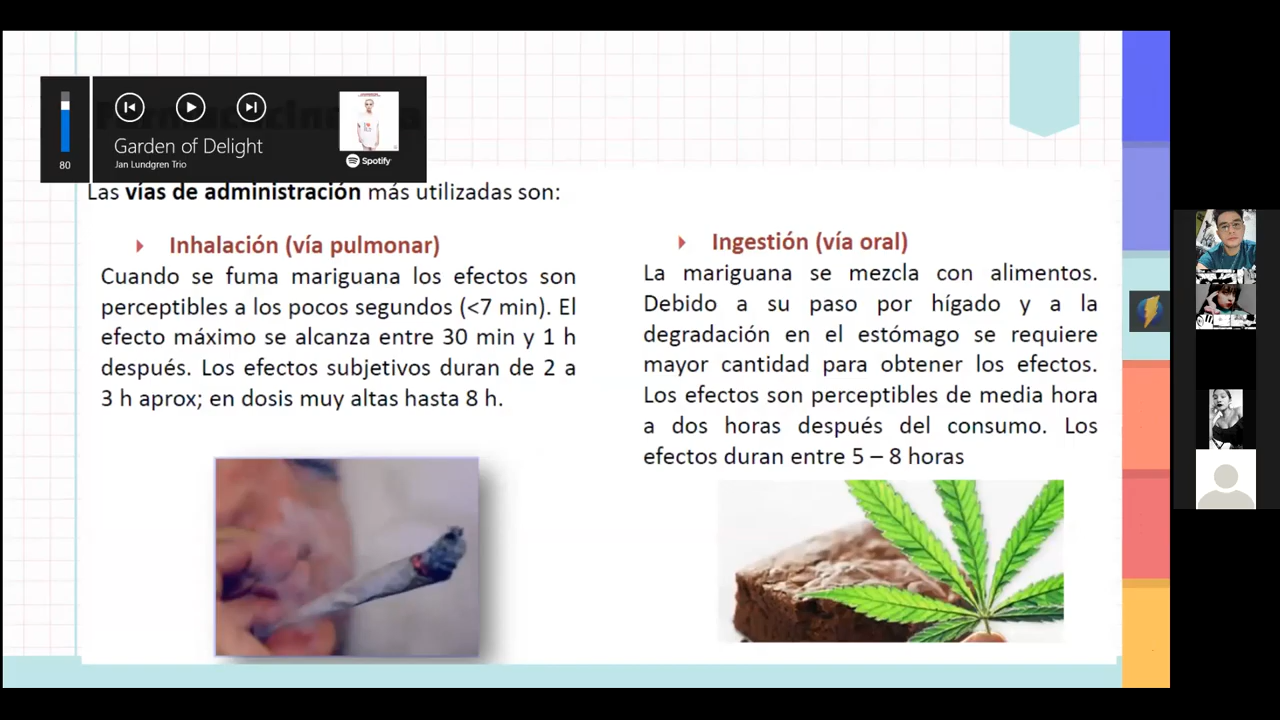 Garden of Delight
Jan Lundgren Trio
80
Spotify
Las vías de administración más utilizadas son:
Inhalación (vía pulmonar)
Cuando se fuma mariguana los efectos son
perceptibles a los pocos segundos (<7 min). El
efecto máximo se alcanza entre 30 min y 1 h
después. Los efectos subjetivos duran de 2 a
3 h aprox; en dosis muy altas hasta 8 h.
Ingestión (vía oral)
La mariguana se mezcla con alimentos.
Debido a su paso por hígado y a la
degradación en el estómago se requiere
mayor cantidad para obtener los efectos.
Los efectos son perceptibles de media hora
a dos horas después del consumo. Los
efectos duran entre 5 – 8 horas